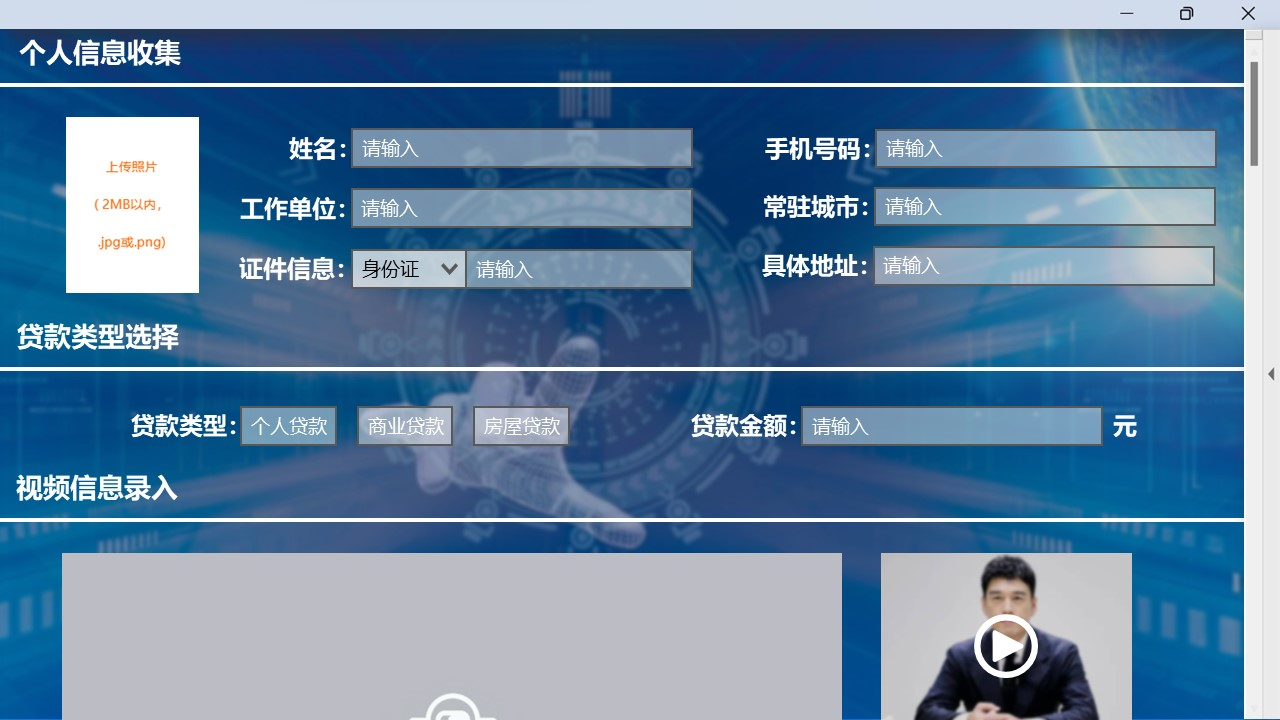 个人信息收集
上传照片
（2MB以内，
.jpg或.png)
姓名： 请输入
手机号码： 请输入
工作单位： 请输入
常驻城市： 请输入
证件信息： 身份证 请输入
具体地址： 请输入
贷款类型选择
贷款类型： 个人贷款 商业贷款 房屋贷款
贷款金额： 请输入 元
视频信息录入